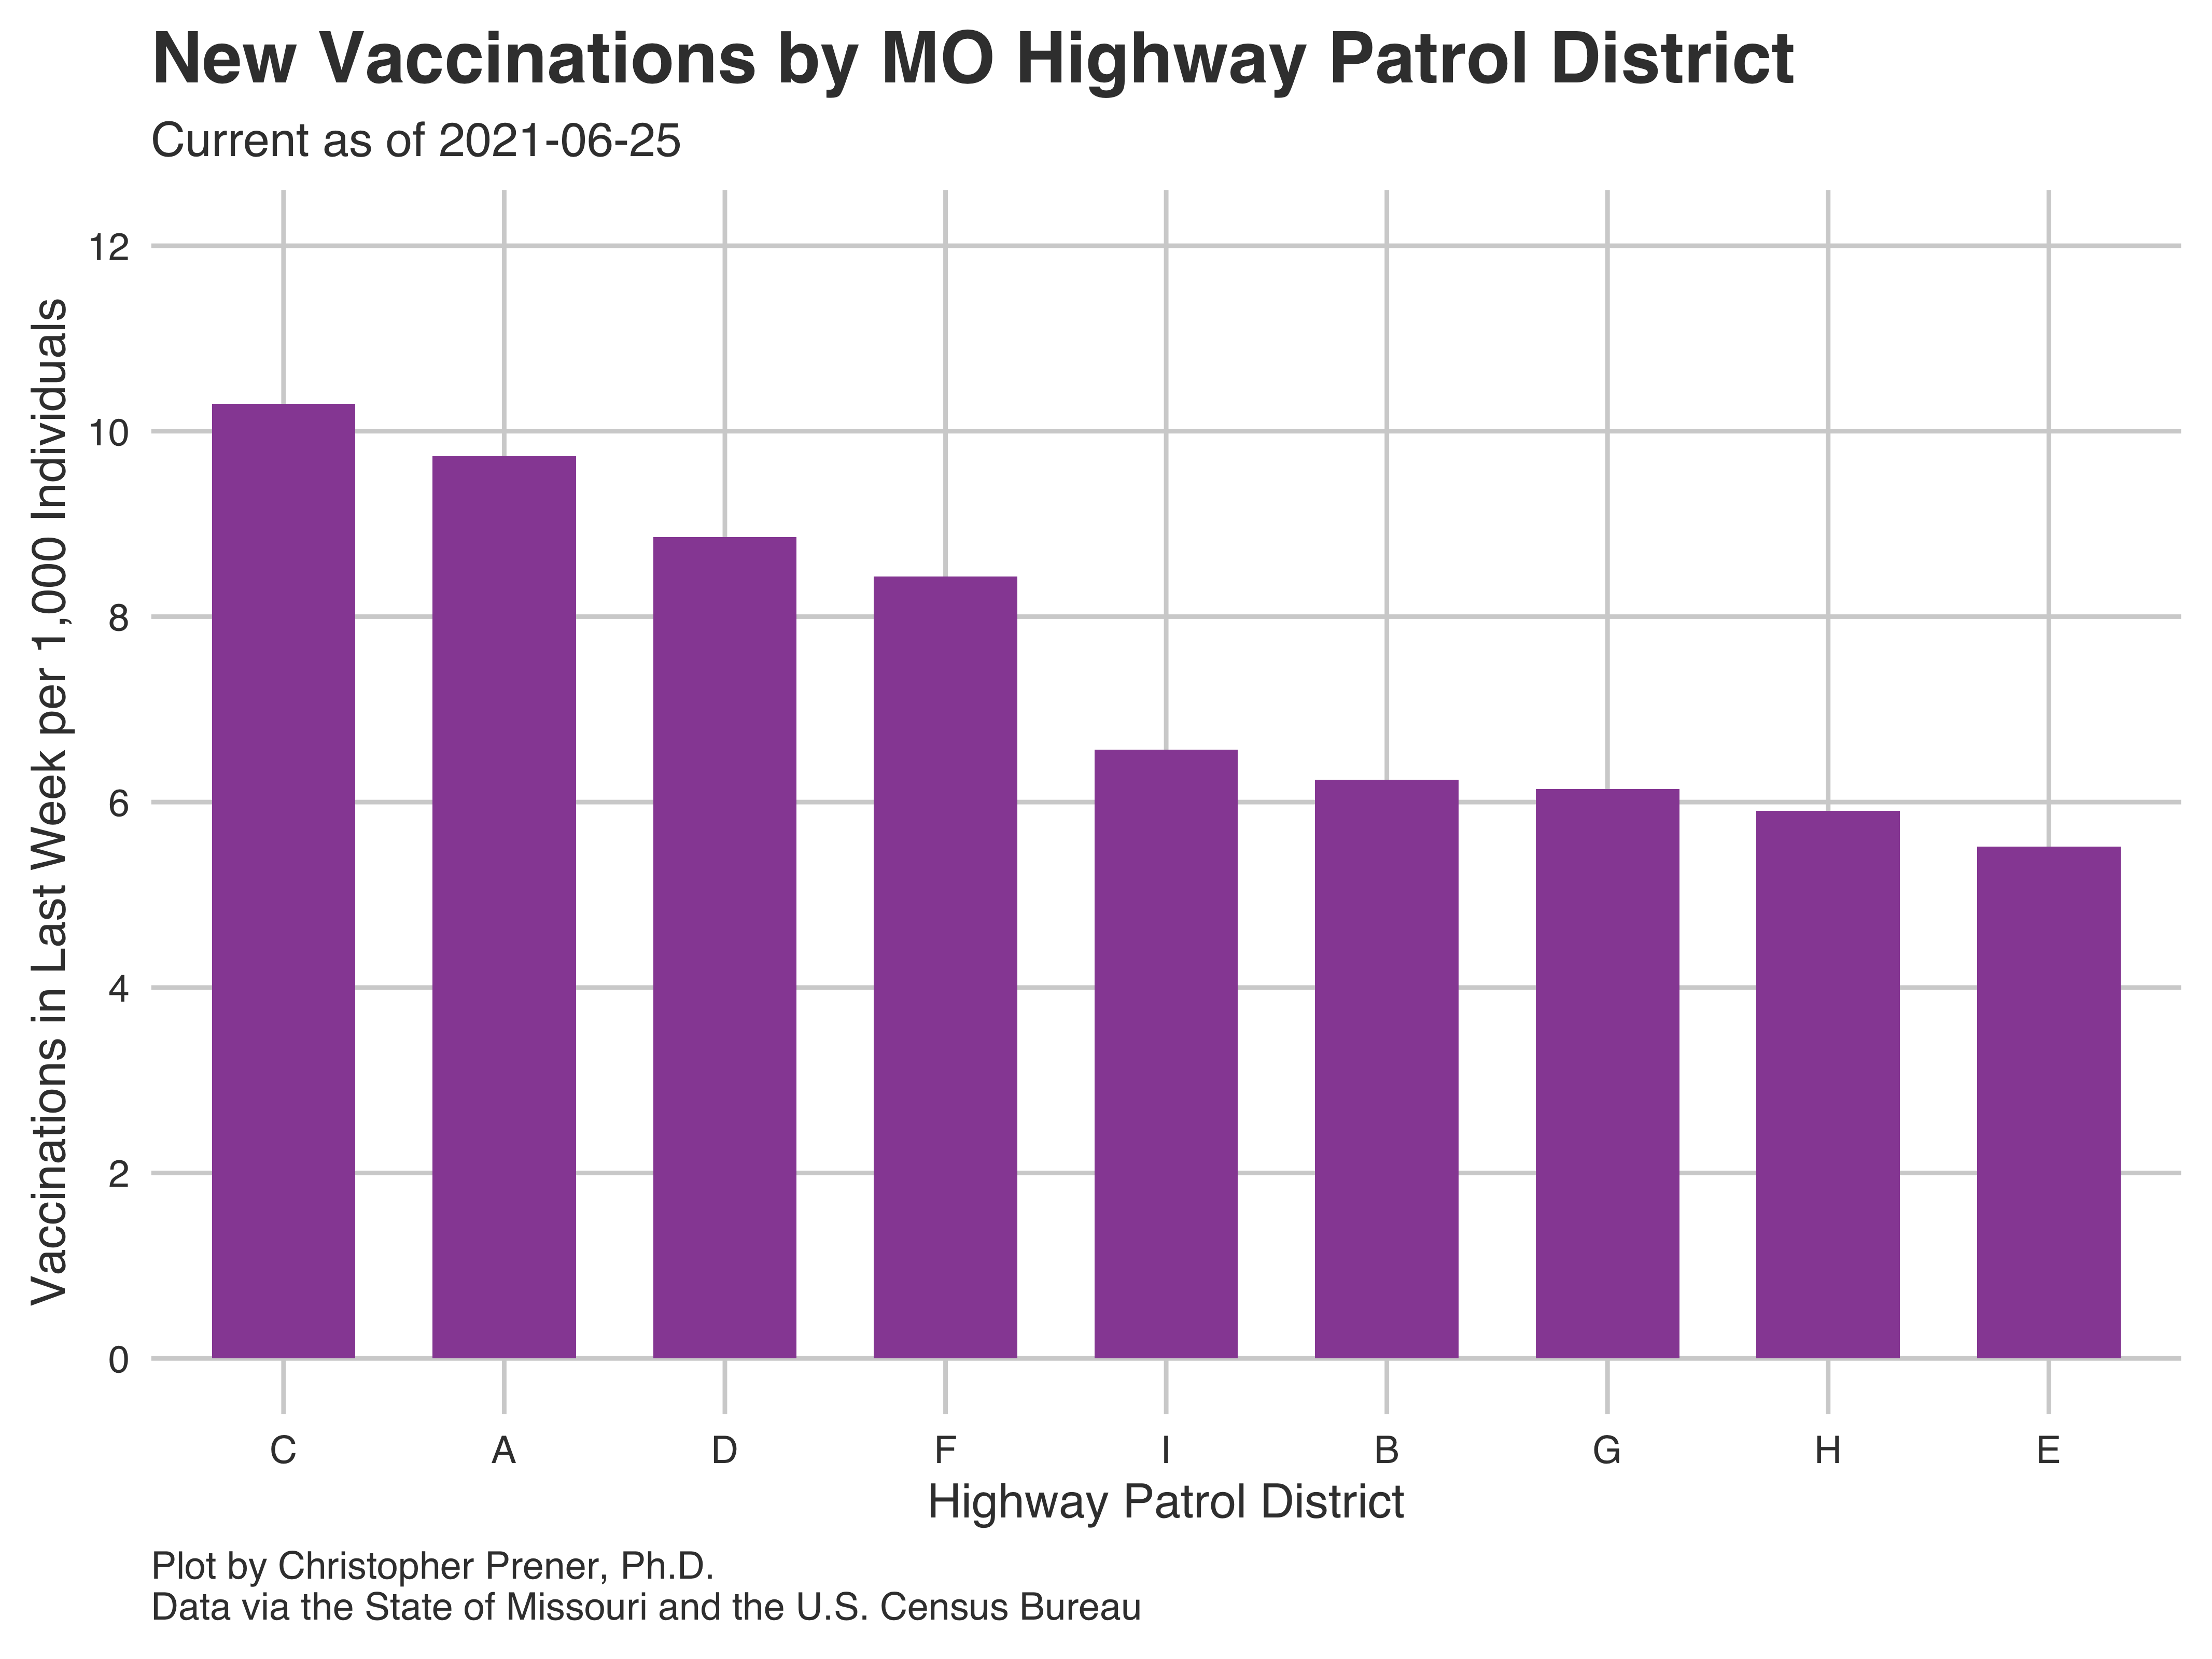 New Vaccinations by MO Highway Patrol District
Current as of 2021-06-25
Vaccinations in Last Week per 1,000 Individuals
12
10
8
6
4
2
0
C A D F I B G H E
Highway Patrol District
Plot by Christopher Prener, Ph.D.
Data via the State of Missouri and the U.S. Census Bureau